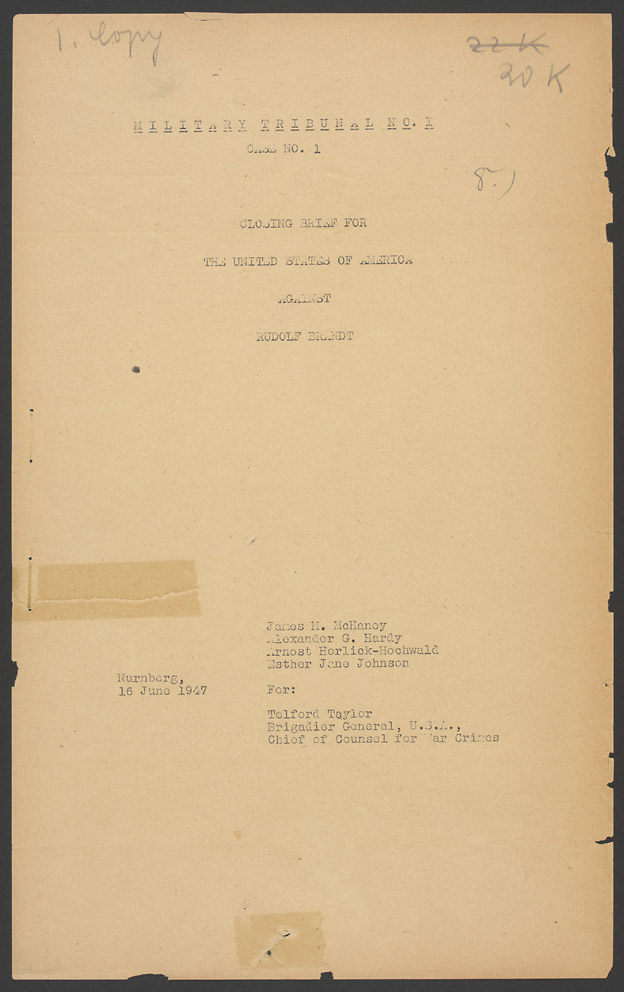 1. Copy
22 K
20 K
MILITARY TRIBUNAL NO. I
CASE NO. 1
8.)
CLOSING BRIEF FOR
THE UNITED STATES OF AMERICA
AGAINST
RUDOLF BRANDT
James M. McHaney
Alexander G. Hardy
Arnost Horlick-Hochwald
Esther Jane Johnson
Nurnberg,
16 June 1947
For:
Telford Taylor
Brigadier General, U.S.A.,
Chief of Counsel for War Crimes